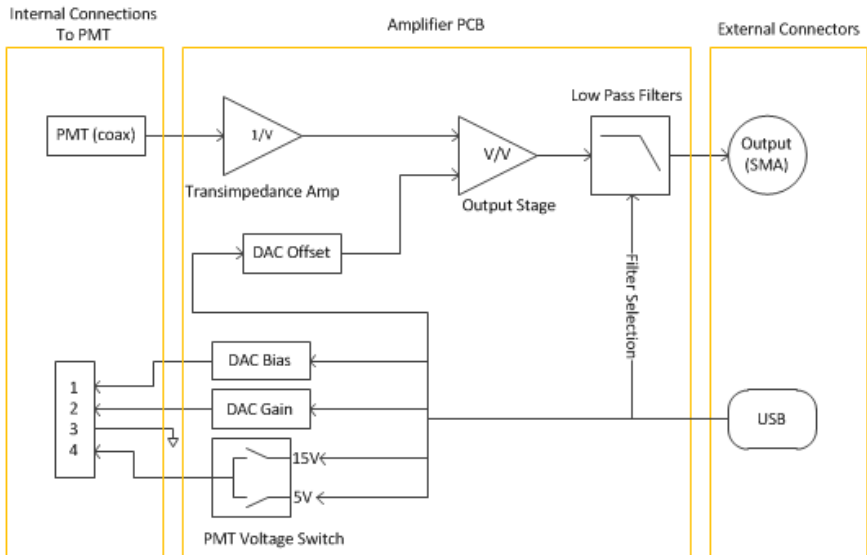 Internal Connections
To PMT
Amplifier PCB
External Connectors
Low Pass Filters
PMT (coax)
1/V
V/V
Output
(SMA)
Transimpedance Amp
Output Stage
DAC Offset
Filter Selection
DAC Bias
1
2
3
4
DAC Gain
USB
15V
5V
PMT Voltage Switch